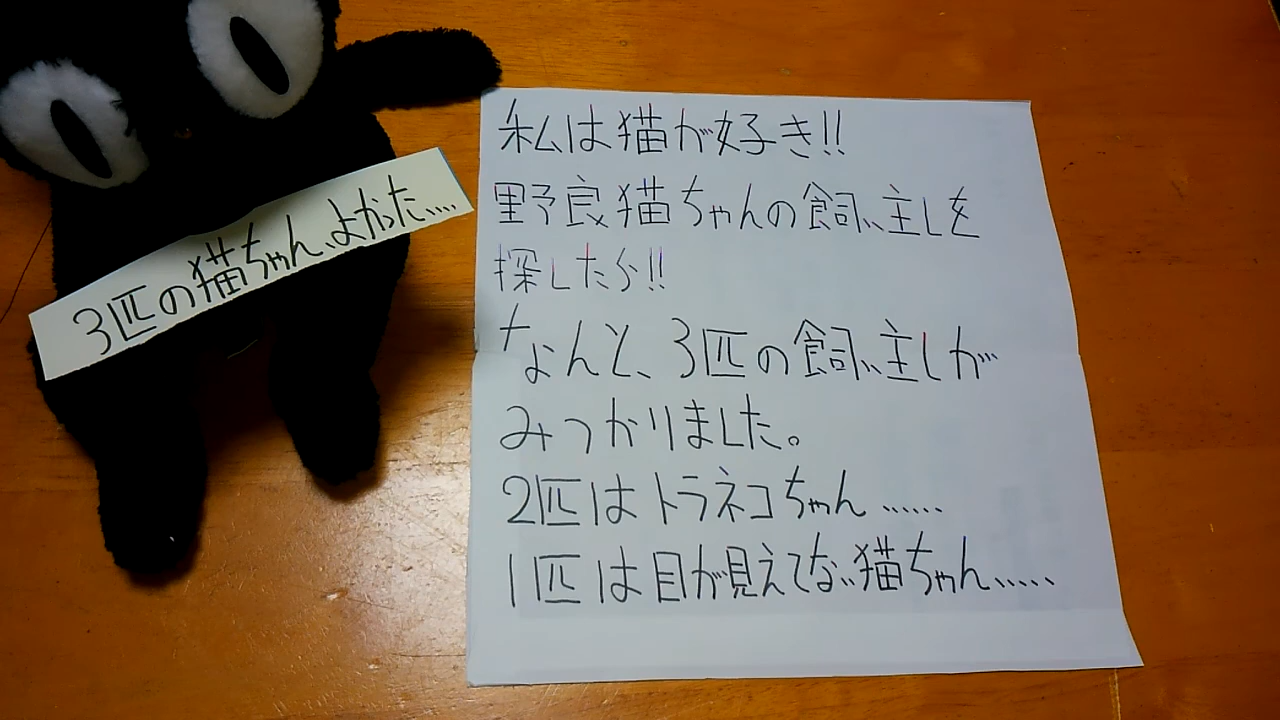 3匹の猫ちゃん、よかった....
私は猫が好き!!
野良猫ちゃんの飼い主しを
探したら!!
なんと、3匹の飼い主しが
みつかりました。
2匹はトラネコちゃん......
1匹は目が見えてない猫ちゃん.....